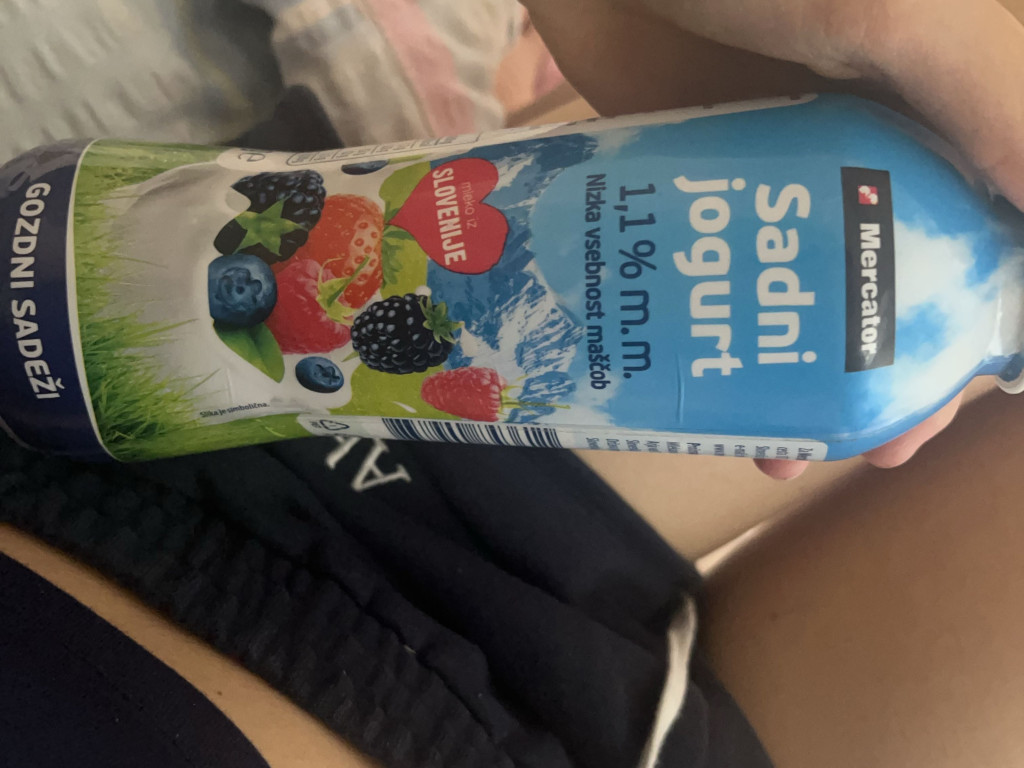 Mercator
Sadni
jogurt
1,1 % m. m.
Nizka vsebnost maščob
mleko iz
SLOVENIJE
Slika je simbolična.
GOZDNI SADEŽI